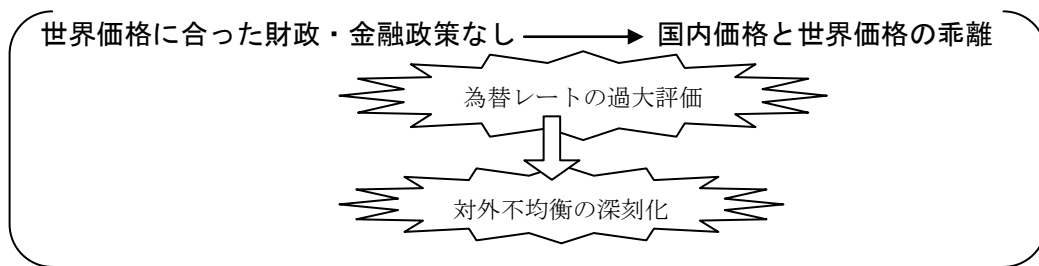 世界価格に合った財政・金融政策なし 国内価格と世界価格の乖離
為替レートの過大評価
対外不均衡の深刻化